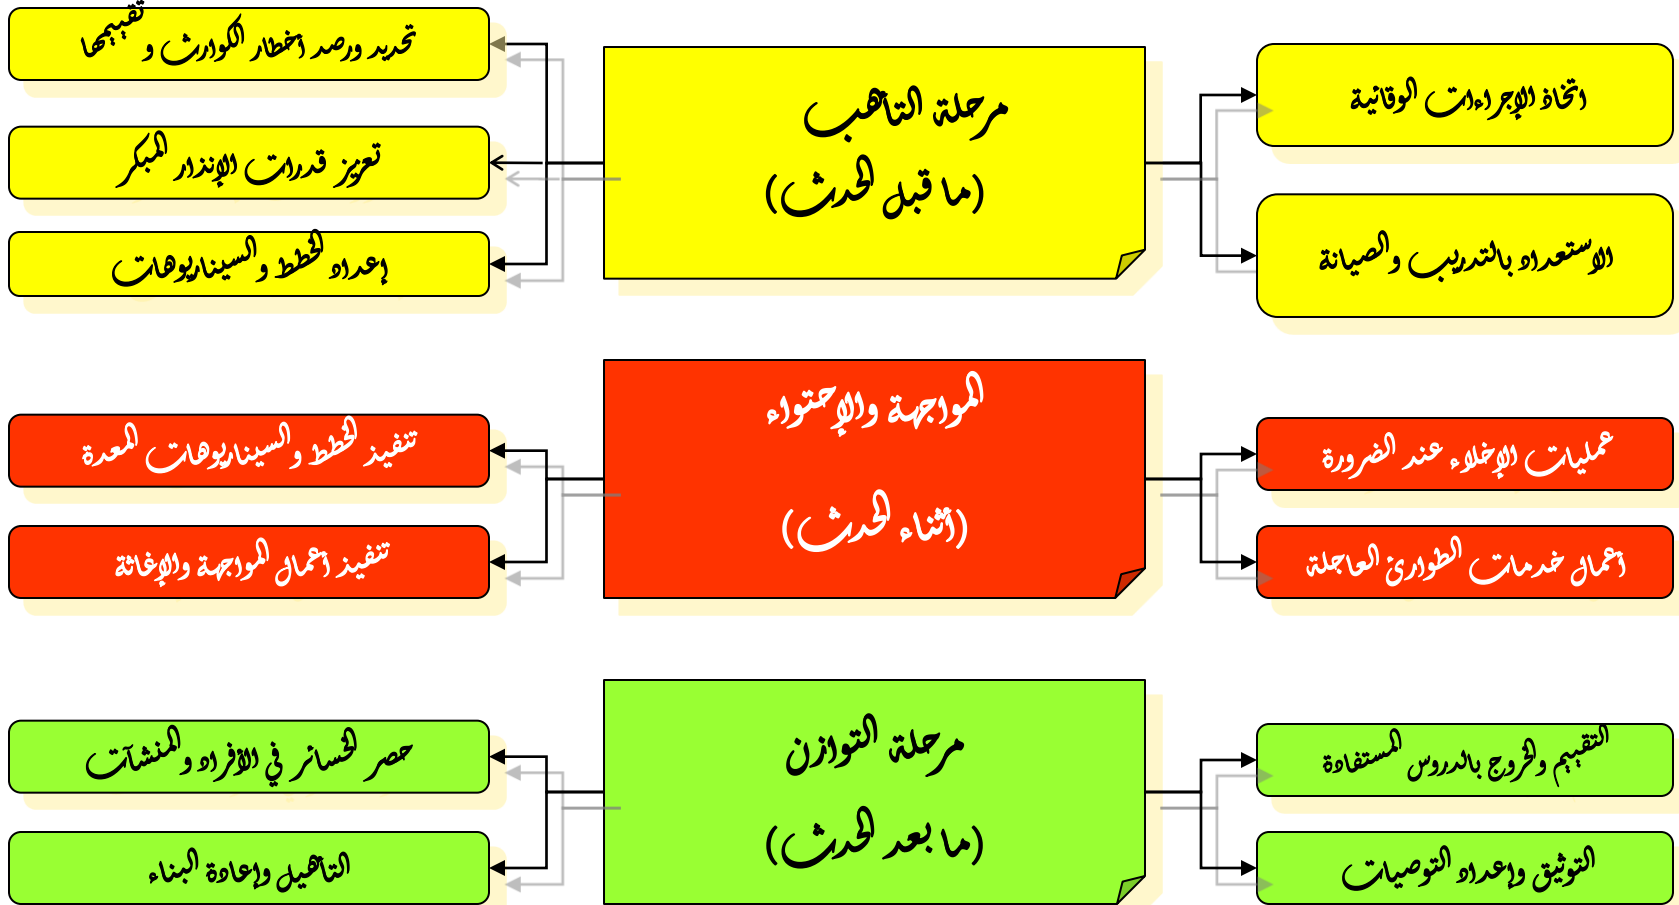 مرحلة التأهب
(ما قبل الحدث)
اتخاذ الإجراءات الوقائية
الاستعداد بالتدريب والصيانة
تحديد ورصد أخطار الكوارث و تقييمها
تعزيز قدرات الإنذار المبكر
إعداد الخطط و السيناريوهات
المواجهة والإحتواء
(أثناء الحدث)
عمليات الإخلاء عند الضرورة
أعمال خدمات الطوارئ العاجلة
تنفيذ الخطط و السيناريوهات المعدة
تنفيذ أعمال المواجهة والإغاثة
مرحلة التوازن
(ما بعد الحدث)
التقييم والخروج بالدروس المستفادة
التوثيق وإعداد التوصيات
حصر الخسائر في الأفراد و المنشآت
التأهيل وإعادة البناء